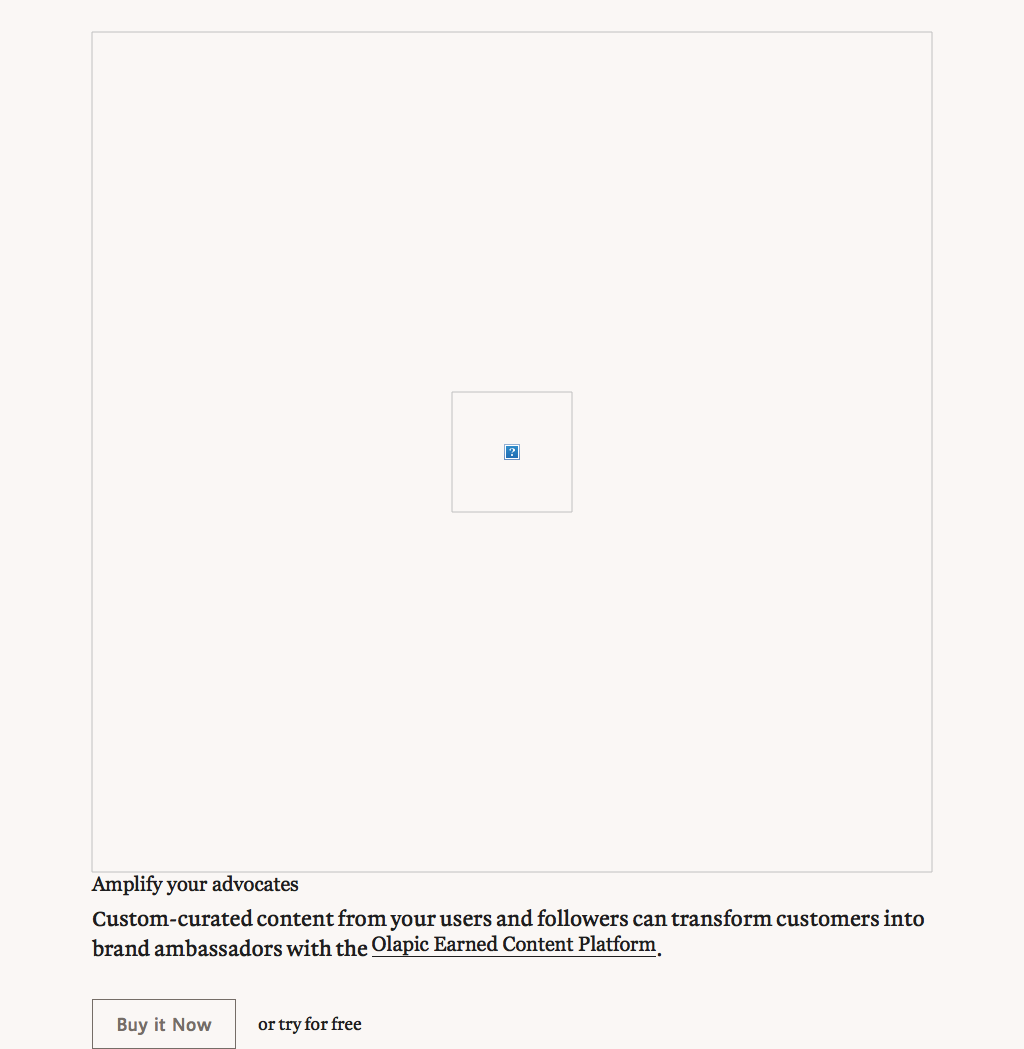 ?
Amplify your advocates
Custom-curated content from your users and followers can transform customers into
brand ambassadors with the Olapic Earned Content Platform.
Buy it Now or try for free